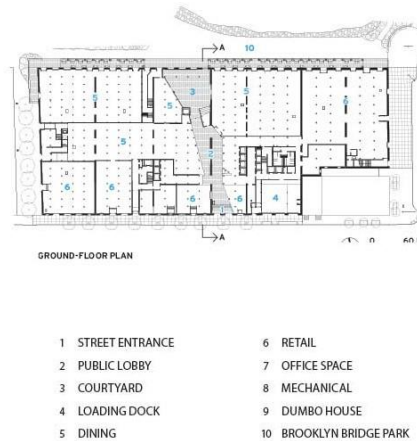 A 10
3
5 5 5 6
5
2
6 6 6 6 4
1
A
0 60
GROUND-FLOOR PLAN
1 STREET ENTRANCE
2 PUBLIC LOBBY
3 COURTYARD
4 LOADING DOCK
5 DINING
6 RETAIL
7 OFFICE SPACE
8 MECHANICAL
9 DUMBO HOUSE
10 BROOKLYN BRIDGE PARK